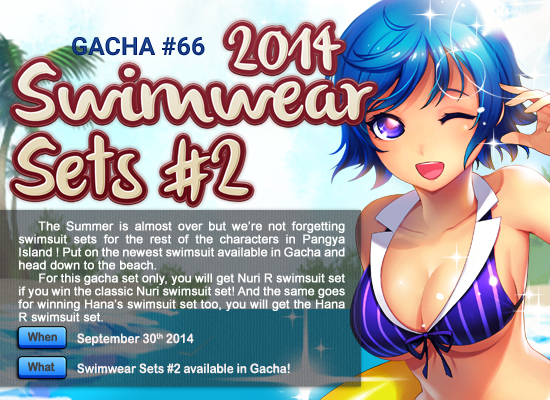 GACHA #66
2014
Swimwear
Sets #2
The Summer is almost over but we're not forgetting
swimsuit sets for the rest of the characters in Pangya
Island ! Put on the newest swimsuit available in Gacha and
head down to the beach.
For this gacha set only, you will get Nuri R swimsuit set
if you win the classic Nuri swimsuit set! And the same goes
for winning Hana's swimsuit set too, you will get the Hana
R swimsuit set.
When September 30th 2014
What Swimwear Sets #2 available in Gacha!